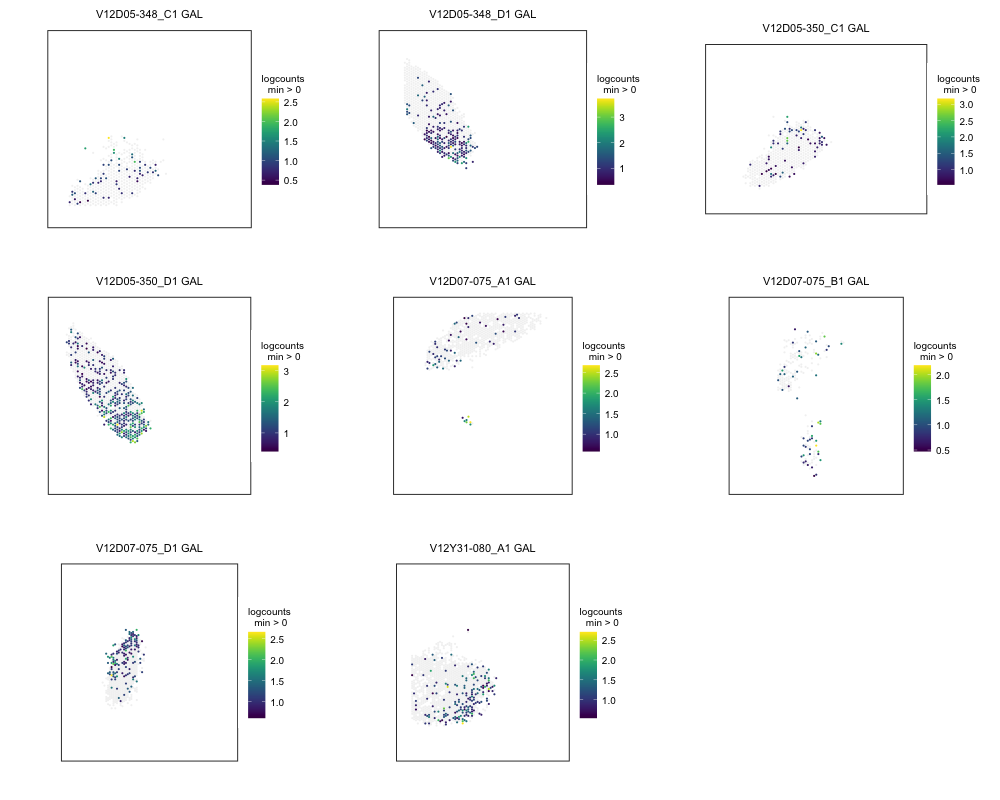 V12D05-348_C1 GAL
logcounts
min > 0
2.5
2.0
1.5
1.0
0.5
V12D05-348_D1 GAL
logcounts
min > 0
3
2
1
V12D05-350_C1 GAL
logcounts
min > 0
3.0
2.5
2.0
1.5
1.0
V12D05-350_D1 GAL
logcounts
min > 0
3
2
1
V12D07-075_A1 GAL
logcounts
min > 0
2.5
2.0
1.5
1.0
V12D07-075_B1 GAL
logcounts
min > 0
2.0
1.5
1.0
0.5
V12D07-075_D1 GAL
logcounts
min > 0
2.5
2.0
1.5
1.0
V12Y31-080_A1 GAL
logcounts
min > 0
2.5
2.0
1.5
1.0